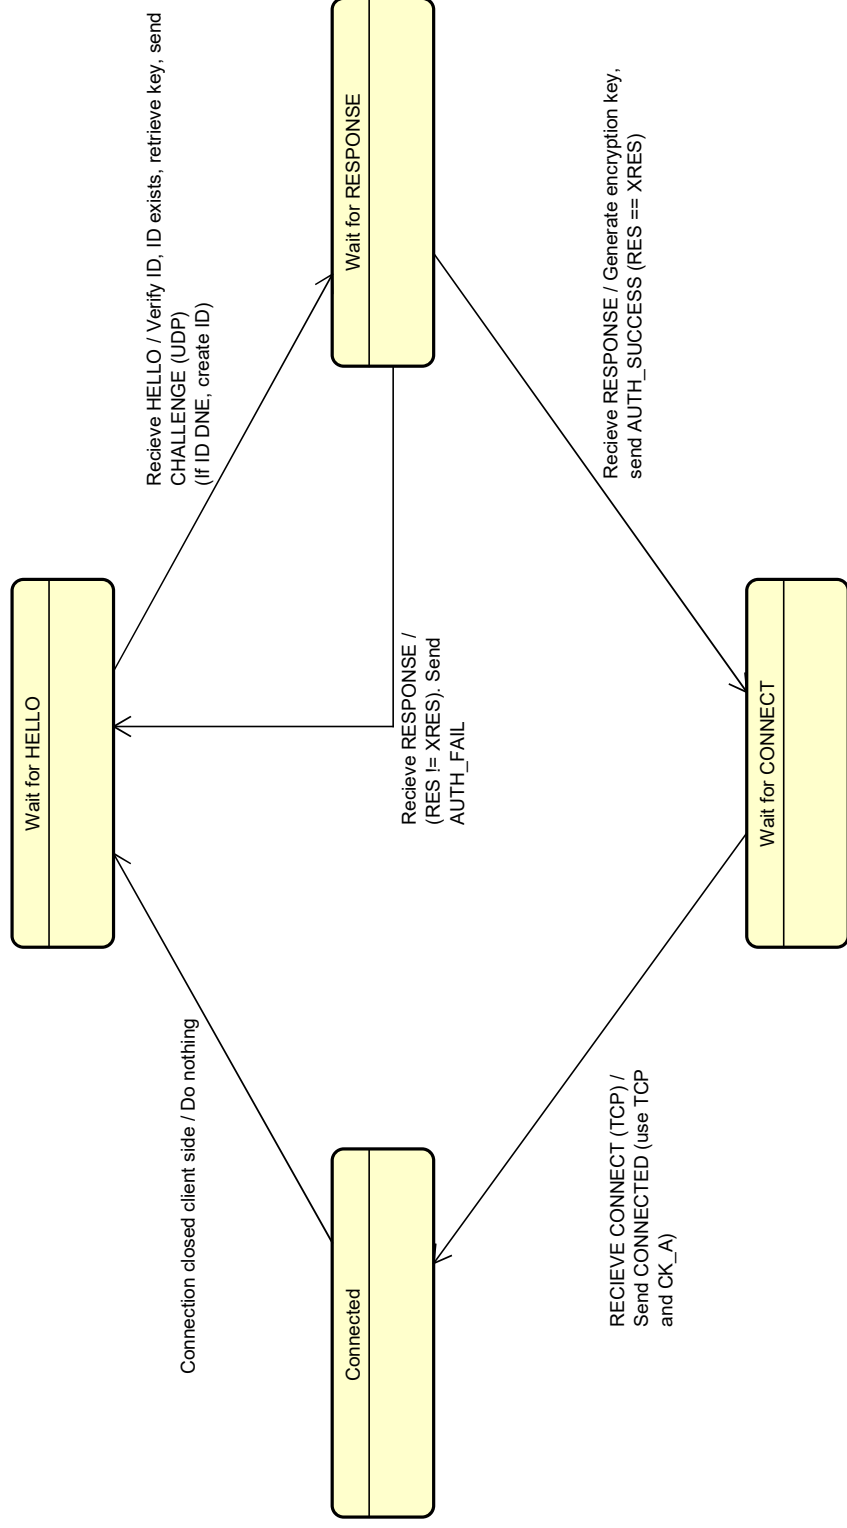 Wait for HELLO
Recieve HELLO / Verify ID, ID exists, retrieve key, send
CHALLENGE (UDP)
(If ID DNE, create ID)
Connection closed client side / Do nothing
Wait for RESPONSE
Connected
Recieve RESPONSE /
(RES != XRES). Send
AUTH_FAIL
Recieve RESPONSE / Generate encryption key,
send AUTH_SUCCESS (RES == XRES)
RECIEVE CONNECT (TCP) /
Send CONNECTED (use TCP
and CK_A)
Wait for CONNECT